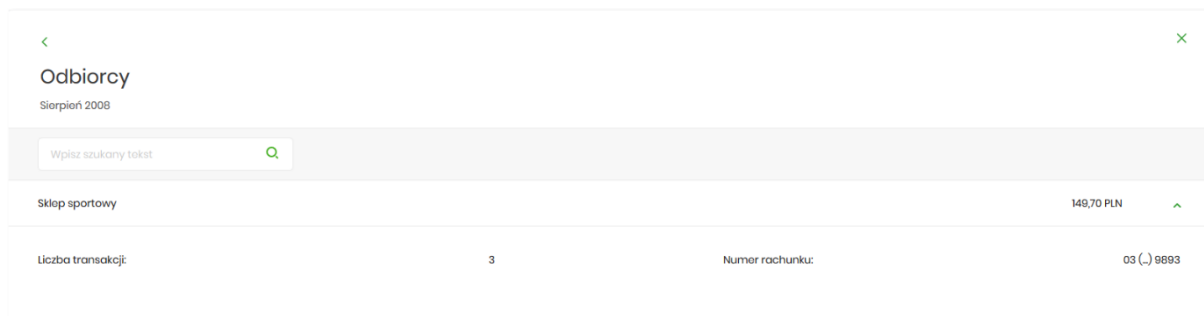 Odbiorcy
Sierpień 2008
Wpisz szukany tekst
Sklep sportowy 149,70 PLN
Liczba transakcji: 3 Numer rachunku: 03 (...) 9893